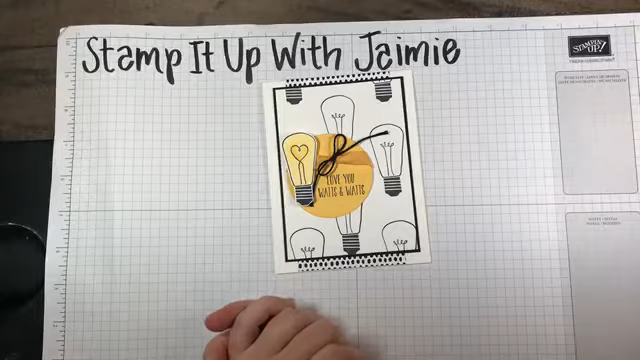 Stamp It Up With Jaimie
STAMPIN' UP!
LOVE YOU
WATTS & WATTS